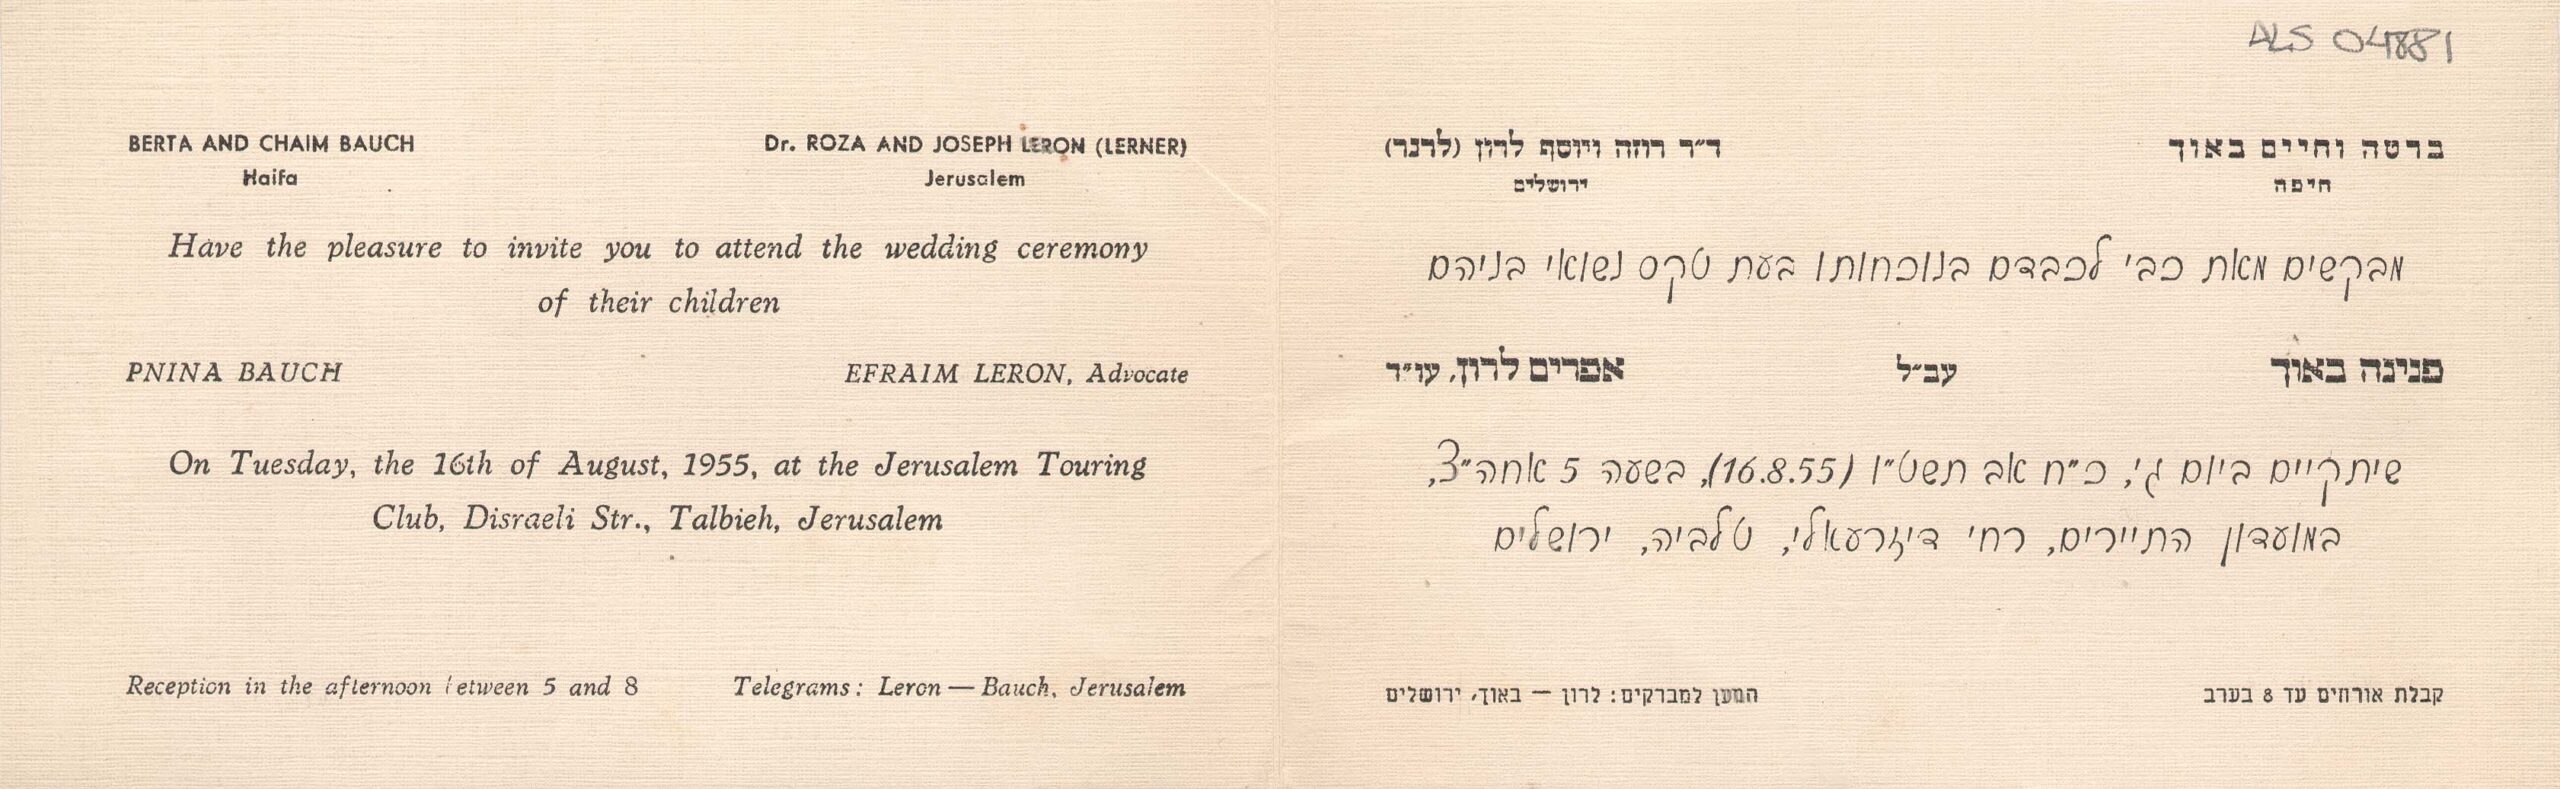 ALS 04881
BERTA AND CHAIM BAUCH
Haifa
Dr. ROZA AND JOSEPH LERON (LERNER)
Jerusalem
Have the pleasure to invite you to attend the wedding ceremony
of their children
PNINA BAUCH
EFRAIM LERON, Advocate
On Tuesday, the 16th of August, 1955, at the Jerusalem Touring
Club, Disraeli Str., Talbieh, Jerusalem
Reception in the afternoon between 5 and 8
Telegrams: Leron — Bauch, Jerusalem
ברטה וחיים באוך
חיפה
ד״ר רוזה ויוסף לרון (לרנר)
ירושלים
מבקשים מאת כבי לכבדם בנוכחותו בעת טקס נשואי בניהם
פנינה באוך
עב״ל
אפרים לרון, עו״ד
שיתקיים ביום ג', כ״ח אב תשט״ו (16.8.55), בשעה 5 אחה״צ,
במועדון התיירים, רחי דיזרעאלי, טלביה, ירושלים
קבלת אורחים עד 8 בערב
המען למברקים: לרון — באוך, ירושלים